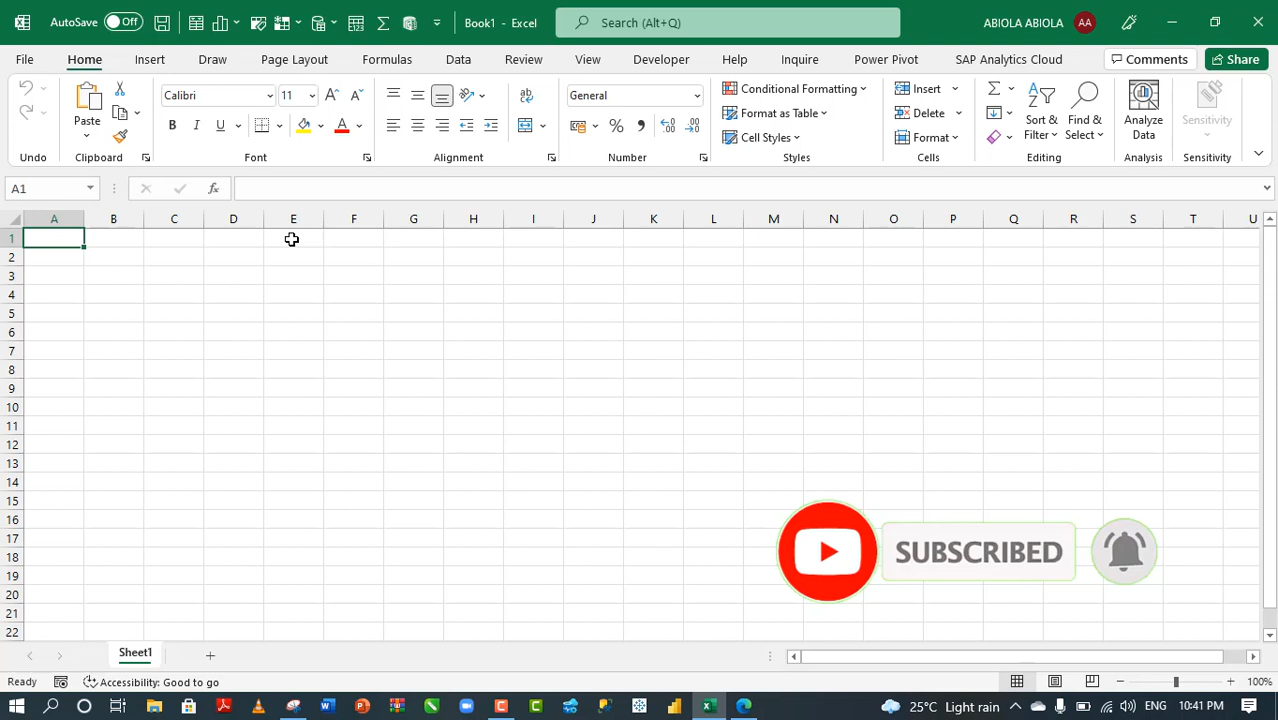 AutoSave Off Book1 - Excel Search (Alt+Q) ABIOLA ABIOLA AA
File Home Insert Draw Page Layout Formulas Data Review View Developer Help Inquire Power Pivot SAP Analytics Cloud Comments Share
Calibri 11 General Conditional Formatting Insert
Format as Table Delete
Paste Sort & Filter Find & Select Analyze Data Sensitivity
Cell Styles Format
Undo Clipboard Font Alignment Number Styles Cells Editing Analysis Sensitivity
A1 fx
A B C D E F G H I J K L M N O P Q R S T U
1
2
3
4
5
6
7
8
9
10
11
12
13
14
15
16
17
SUBSCRIBED
18
19
20
21
22
Sheet1
Ready Accessibility: Good to go 100%
25°C Light rain ENG 10:41 PM